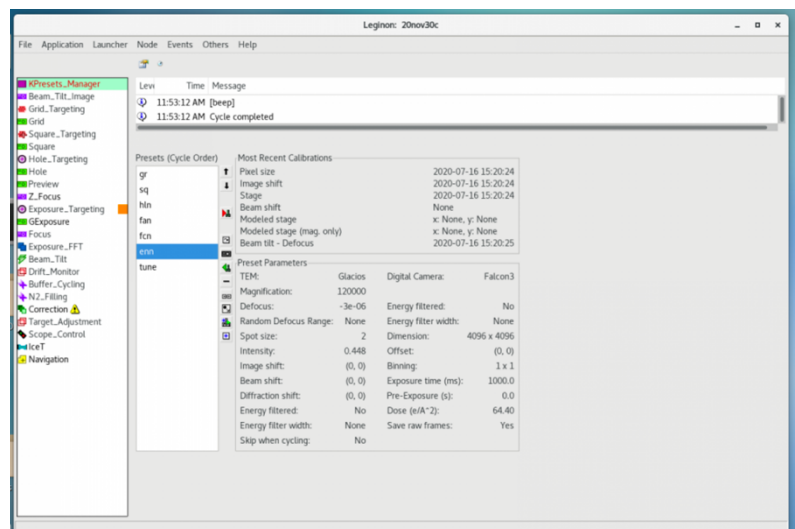 Leginon: 20nov30c
File Application Launcher Node Events Others Help
KPresets_Manager
Beam_Tilt_Image
Grid_Targeting
Grid
Square_Targeting
Square
Hole_Targeting
Hole
Preview
Z_Focus
Exposure_Targeting
GExposure
Focus
Exposure_FFT
Beam_Tilt
Drift_Monitor
Buffer_Cycling
N2_Filling
Correction
Target_Adjustment
Scope_Control
IceT
Navigation
Leve Time Message
11:53:12 AM [beep]
11:53:12 AM Cycle completed
Presets (Cycle Order)
gr
sq
hln
fan
fcn
enn
tune
Most Recent Calibrations
Pixel size 2020-07-16 15:20:24
Image shift 2020-07-16 15:20:24
Stage 2020-07-16 15:20:24
Beam shift None
Modeled stage x: None, y: None
Modeled stage (mag. only) x: None, y: None
Beam tilt - Defocus 2020-07-16 15:20:25
Preset Parameters
TEM: Glacios Digital Camera: Falcon3
Magnification: 120000
Defocus: -3e-06 Energy filtered: No
Random Defocus Range: None Energy filter width: None
Spot size: 2 Dimension: 4096 x 4096
Intensity: 0.448 Offset: (0, 0)
Image shift: (0, 0) Binning: 1 x 1
Beam shift: (0, 0) Exposure time (ms): 1000.0
Diffraction shift: (0, 0) Pre-Exposure (s): 0.0
Energy filtered: No Dose (e/A^2): 64.40
Energy filter width: None Save raw frames: Yes
Skip when cycling: No